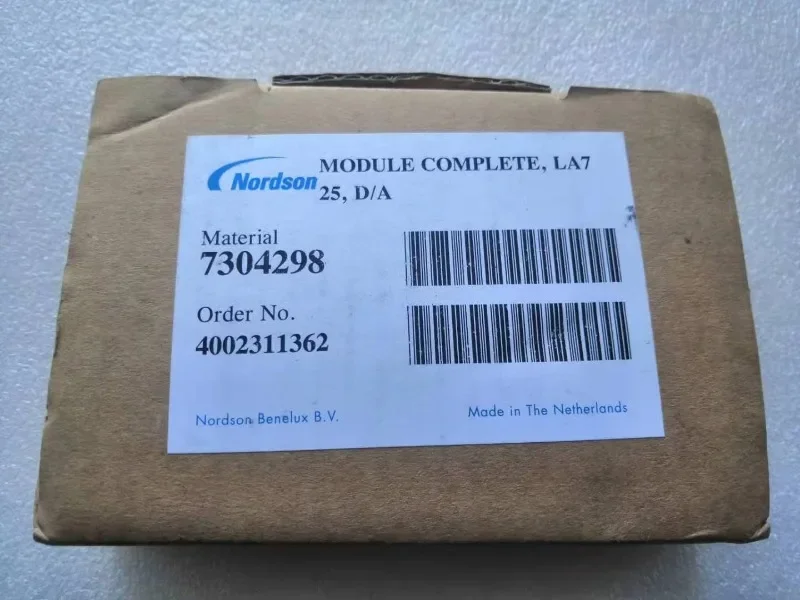 Nordson
MODULE COMPLETE, LA7
25, D/A
Material
7304298
Order No.
4002311362
Nordson Benelux B.V.
Made in The Netherlands